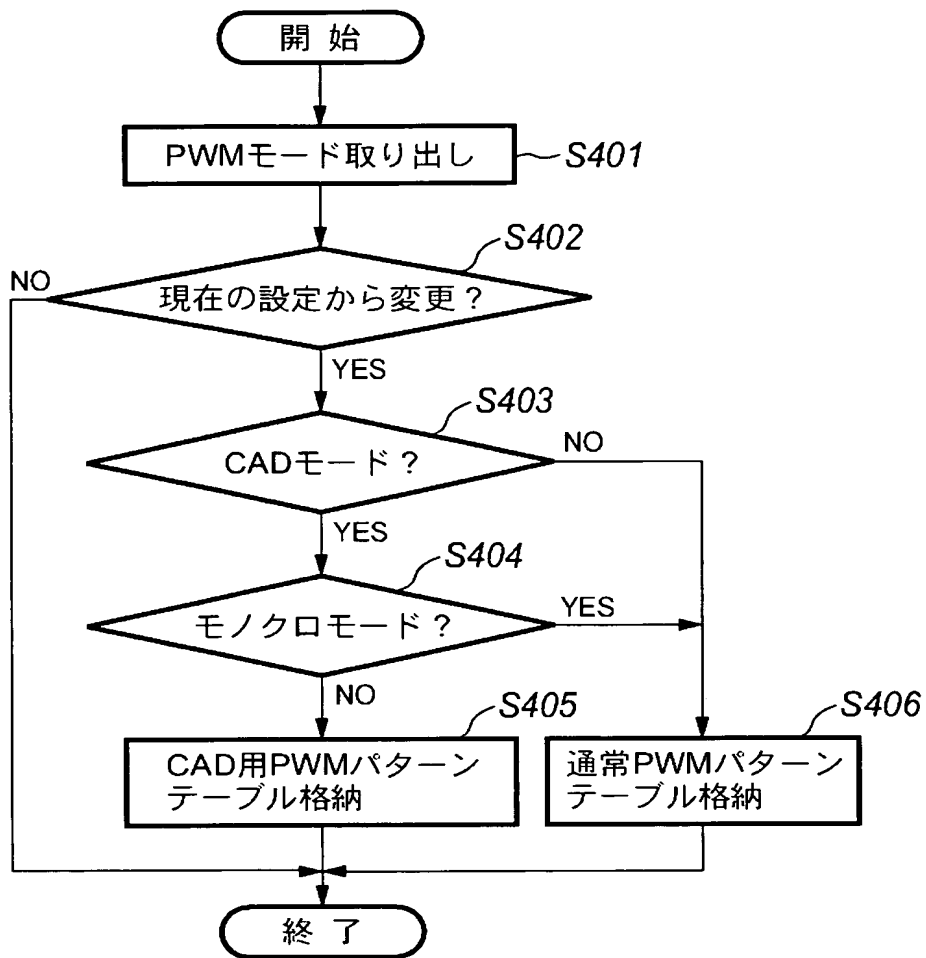 開 始
PWMモード取り出し
S401
S402
NO
現在の設定から変更？
YES
S403
CADモード？
NO
YES
S404
モノクロモード？
YES
NO
S405
CAD用PWMパターン
テーブル格納
S406
通常PWMパターン
テーブル格納
終 了